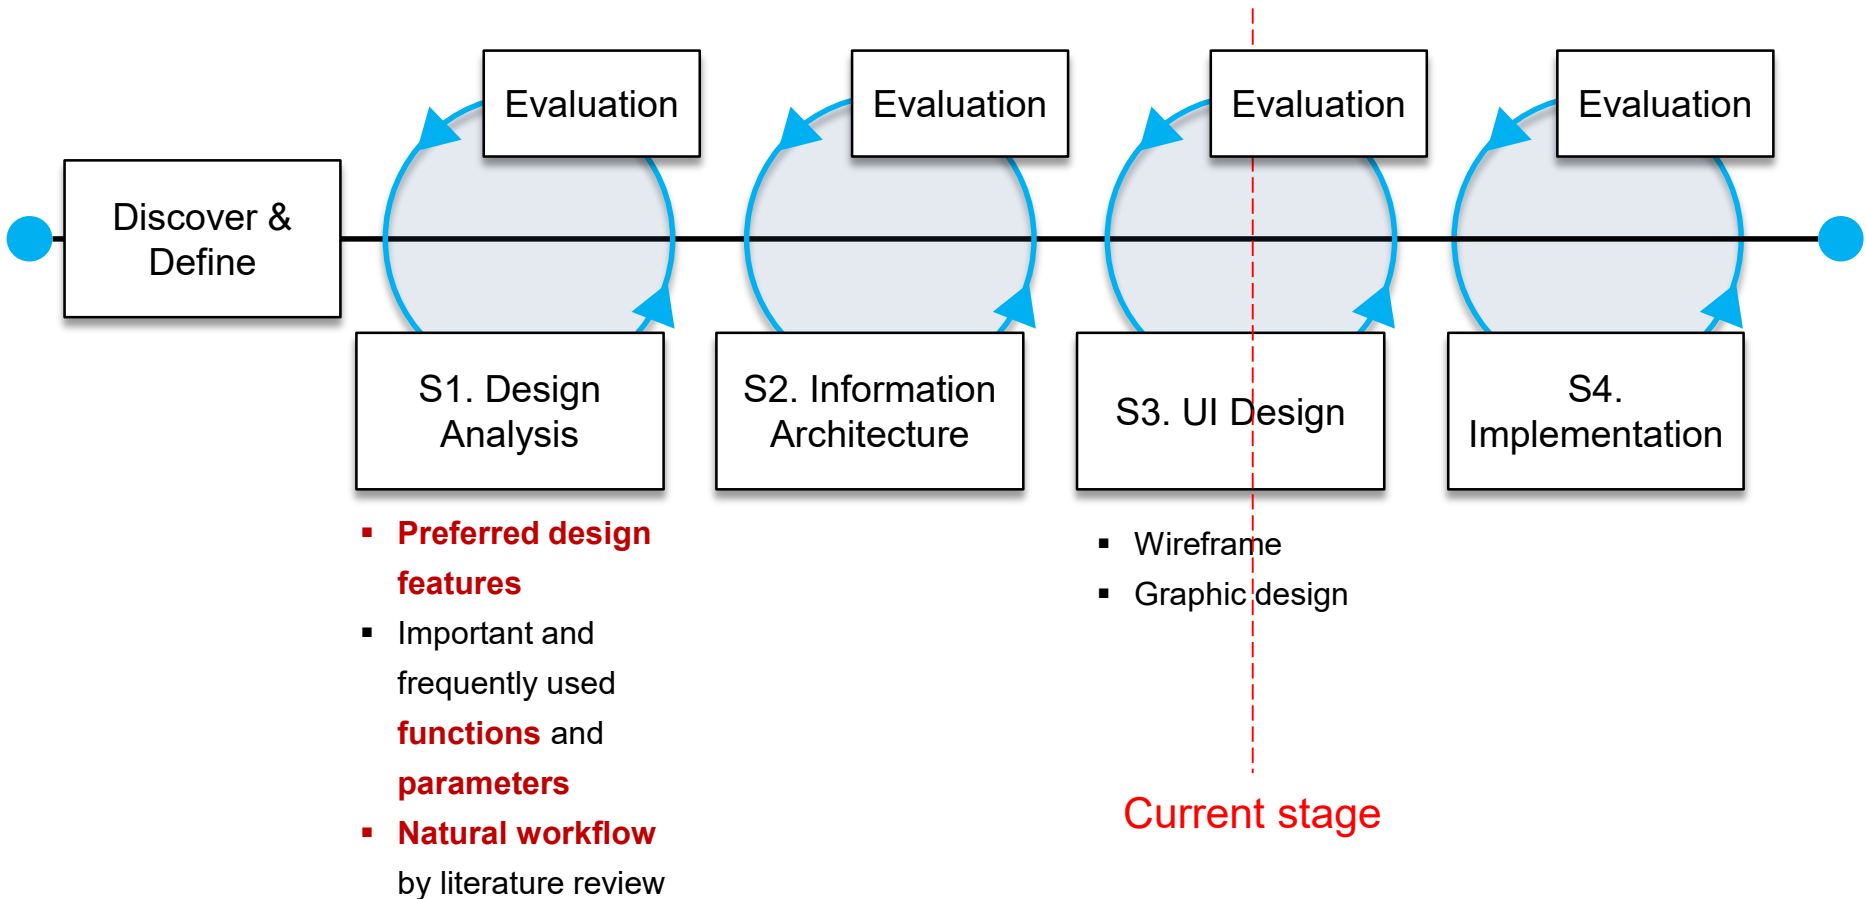 Evaluation
Evaluation
Evaluation
Evaluation
Discover &
Define
S1. Design
Analysis
S2. Information
Architecture
S3. UI Design
S4.
Implementation
▪ Preferred design
features
▪ Important and
frequently used
functions and
parameters
▪ Natural workflow
by literature review
▪ Wireframe
▪ Graphic design
Current stage